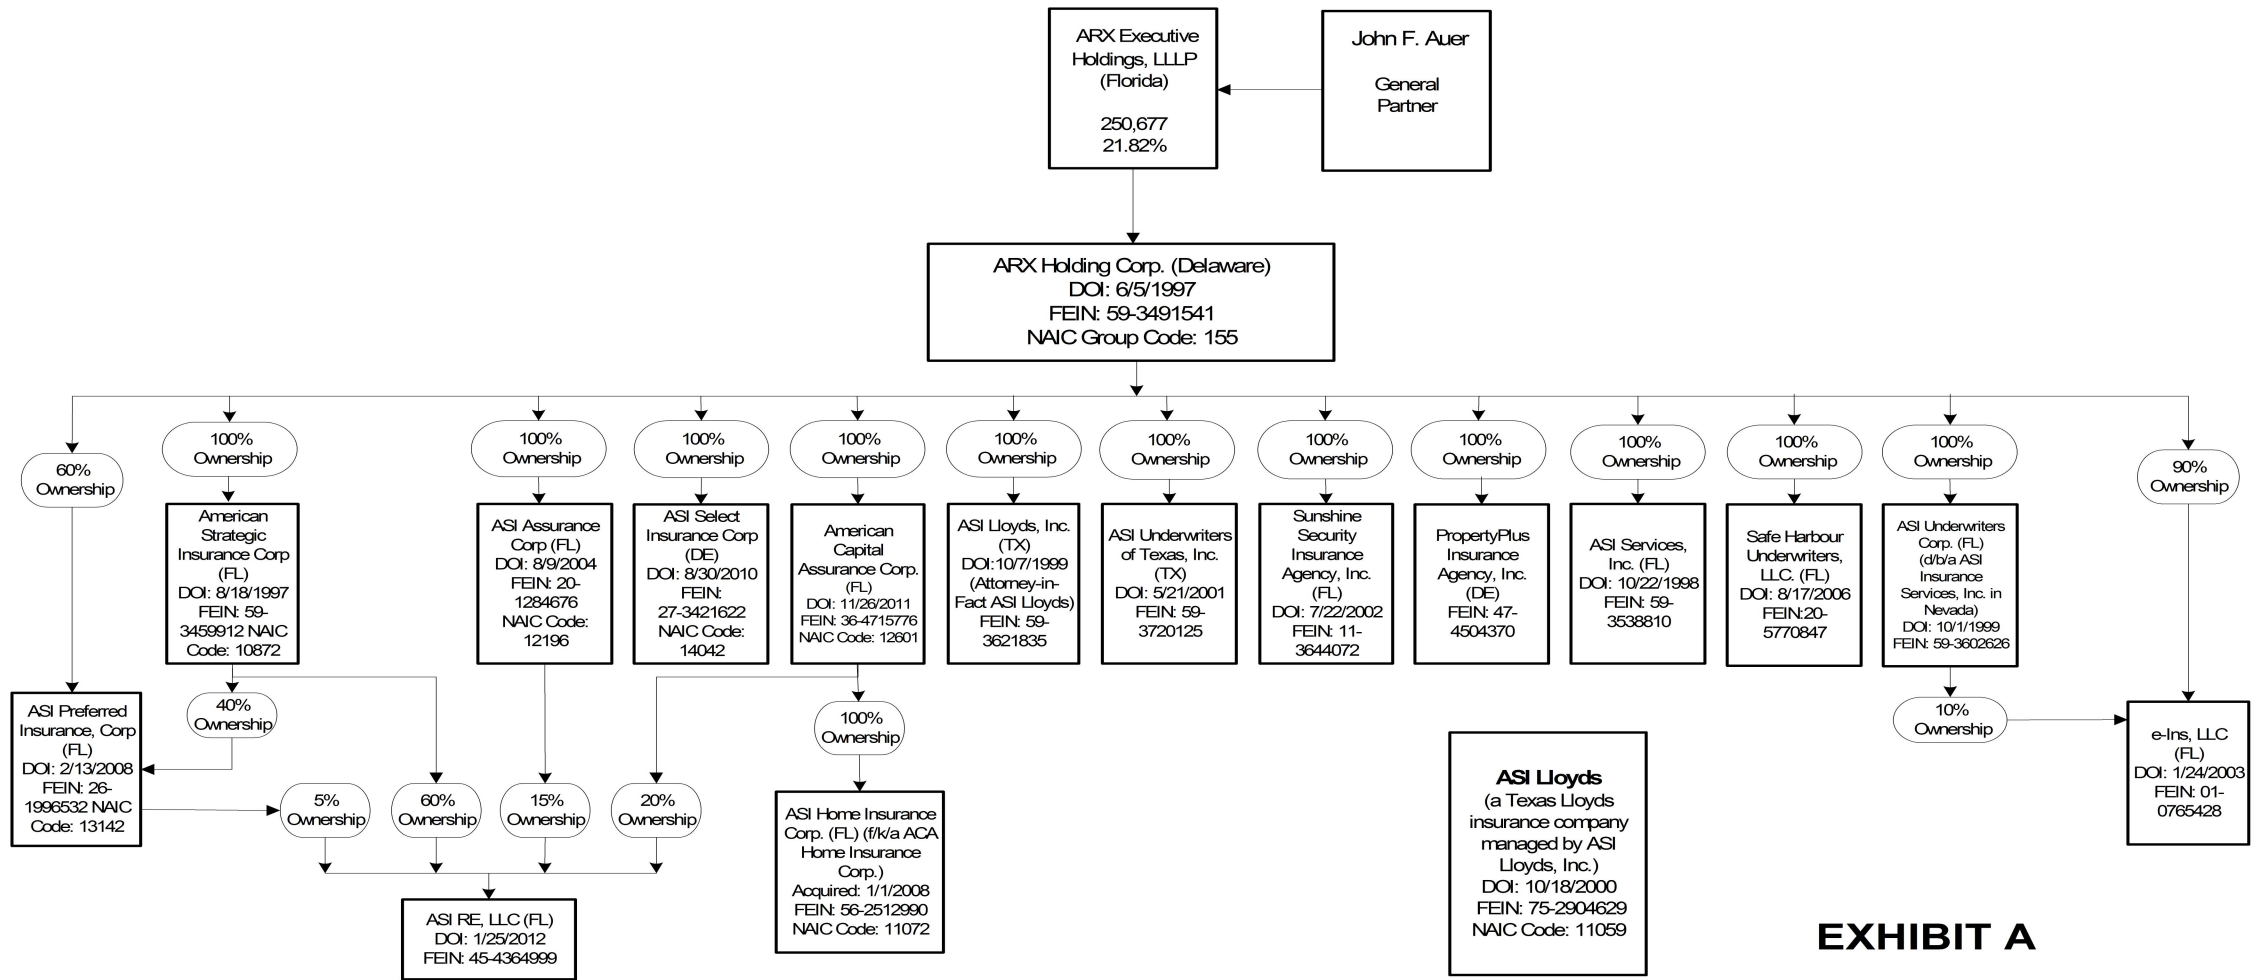 ARX Executive
Holdings, LLLP
(Florida)
250,677
21.82%
John F. Auer
General
Partner
ARX Holding Corp. (Delaware)
DOI: 6/5/1997
FEIN: 59-3491541
NAIC Group Code: 155
60%
Ownership
100%
Ownership
100%
Ownership
100%
Ownership
100%
Ownership
100%
Ownership
100%
Ownership
100%
Ownership
100%
Ownership
100%
Ownership
100%
Ownership
100%
Ownership
90%
Ownership
American
Strategic
Insurance Corp
(FL)
DOI: 8/18/1997
FEIN: 59-
3459912 NAIC
Code: 10872
ASI Assurance
Corp (FL)
DOI: 8/9/2004
FEIN: 20-
1284676
NAIC Code:
12196
ASI Select
Insurance Corp
(DE)
DOI: 8/30/2010
FEIN:
27-3421622
NAIC Code:
14042
American
Capital
Assurance Corp.
(FL)
DOI: 11/26/2011
FEIN: 36-4715776
NAIC Code: 12601
ASI Lloyds, Inc.
(TX)
DOI:10/7/1999
(Attorney-in-
Fact ASI Lloyds)
FEIN: 59-
3621835
ASI Underwriters
of Texas, Inc.
(TX)
DOI: 5/21/2001
FEIN: 59-
3720125
Sunshine
Security
Insurance
Agency, Inc.
(FL)
DOI: 7/22/2002
FEIN: 11-
3644072
PropertyPlus
Insurance
Agency, Inc.
(DE)
FEIN: 47-
4504370
ASI Services,
Inc. (FL)
DOI: 10/22/1998
FEIN: 59-
3538810
Safe Harbour
Underwriters,
LLC. (FL)
DOI: 8/17/2006
FEIN:20-
5770847
ASI Underwriters
Corp. (FL)
(d/b/a ASI
Insurance
Services, Inc. in
Nevada)
DOI: 10/1/1999
FEIN: 59-3602626
ASI Preferred
Insurance, Corp
(FL)
DOI: 2/13/2008
FEIN: 26-
1996532 NAIC
Code: 13142
40%
Ownership
100%
Ownership
10%
Ownership
e-Ins, LLC
(FL)
DOI: 1/24/2003
FEIN: 01-
0765428
5%
Ownership
60%
Ownership
15%
Ownership
20%
Ownership
ASI Home Insurance
Corp. (FL) (f/k/a ACA
Home Insurance
Corp.)
Acquired: 1/1/2008
FEIN: 56-2512990
NAIC Code: 11072
ASI Lloyds
(a Texas Lloyds
insurance company
managed by ASI
Lloyds, Inc.)
DOI: 10/18/2000
FEIN: 75-2904629
NAIC Code: 11059
ASI RE, LLC (FL)
DOI: 1/25/2012
FEIN: 45-4364999
EXHIBIT A